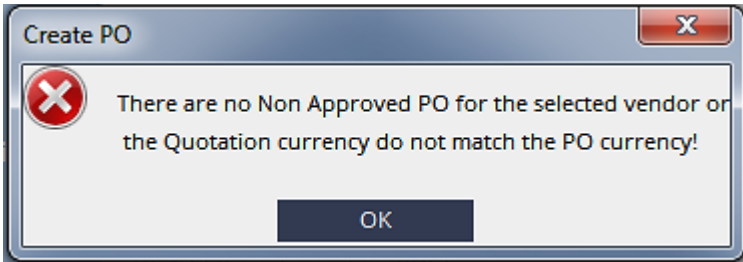 Create PO
There are no Non Approved PO for the selected vendor or
the Quotation currency do not match the PO currency!
OK